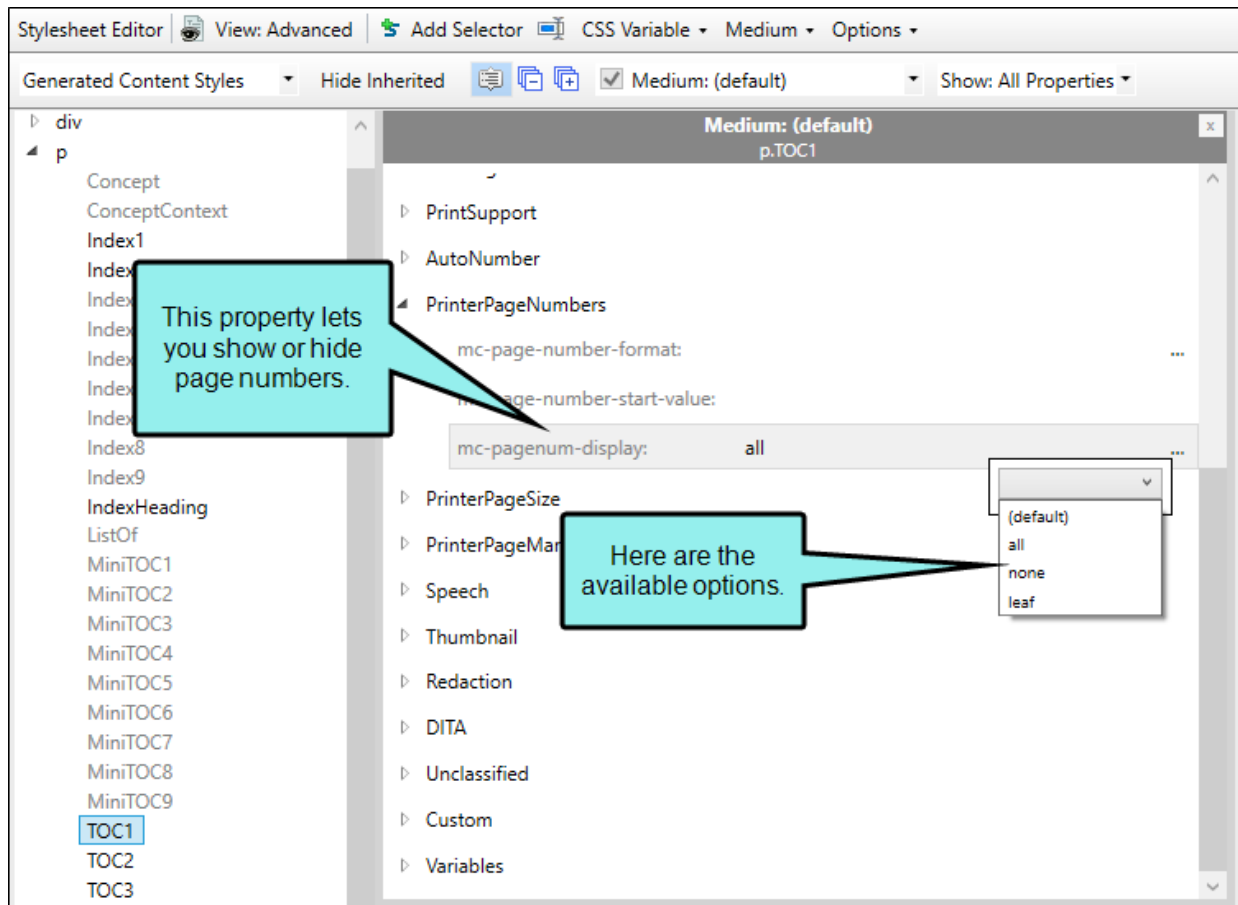 Stylesheet Editor View: Advanced Add Selector CSS Variable Medium Options
Generated Content Styles Hide Inherited Medium: (default) Show: All Properties
div
p
Concept
ConceptContext
Index1
Index
Index
Index
Index
Index
Index
Index8
Index9
IndexHeading
ListOf
MiniTOC1
MiniTOC2
MiniTOC3
MiniTOC4
MiniTOC5
MiniTOC6
MiniTOC7
MiniTOC8
MiniTOC9
TOC1
TOC2
TOC3
Medium: (default)
x
p.TOC1
PrintSupport
AutoNumber
PrinterPageNumbers
mc-page-number-format: ...
age-number-start-value:
mc-pagenum-display: all ...
PrinterPageSize
PrinterPageMar
Speech
Thumbnail
Redaction
DITA
Unclassified
Custom
Variables
This property lets
you show or hide
page numbers.
Here are the
available options.
(default)
all
none
leaf